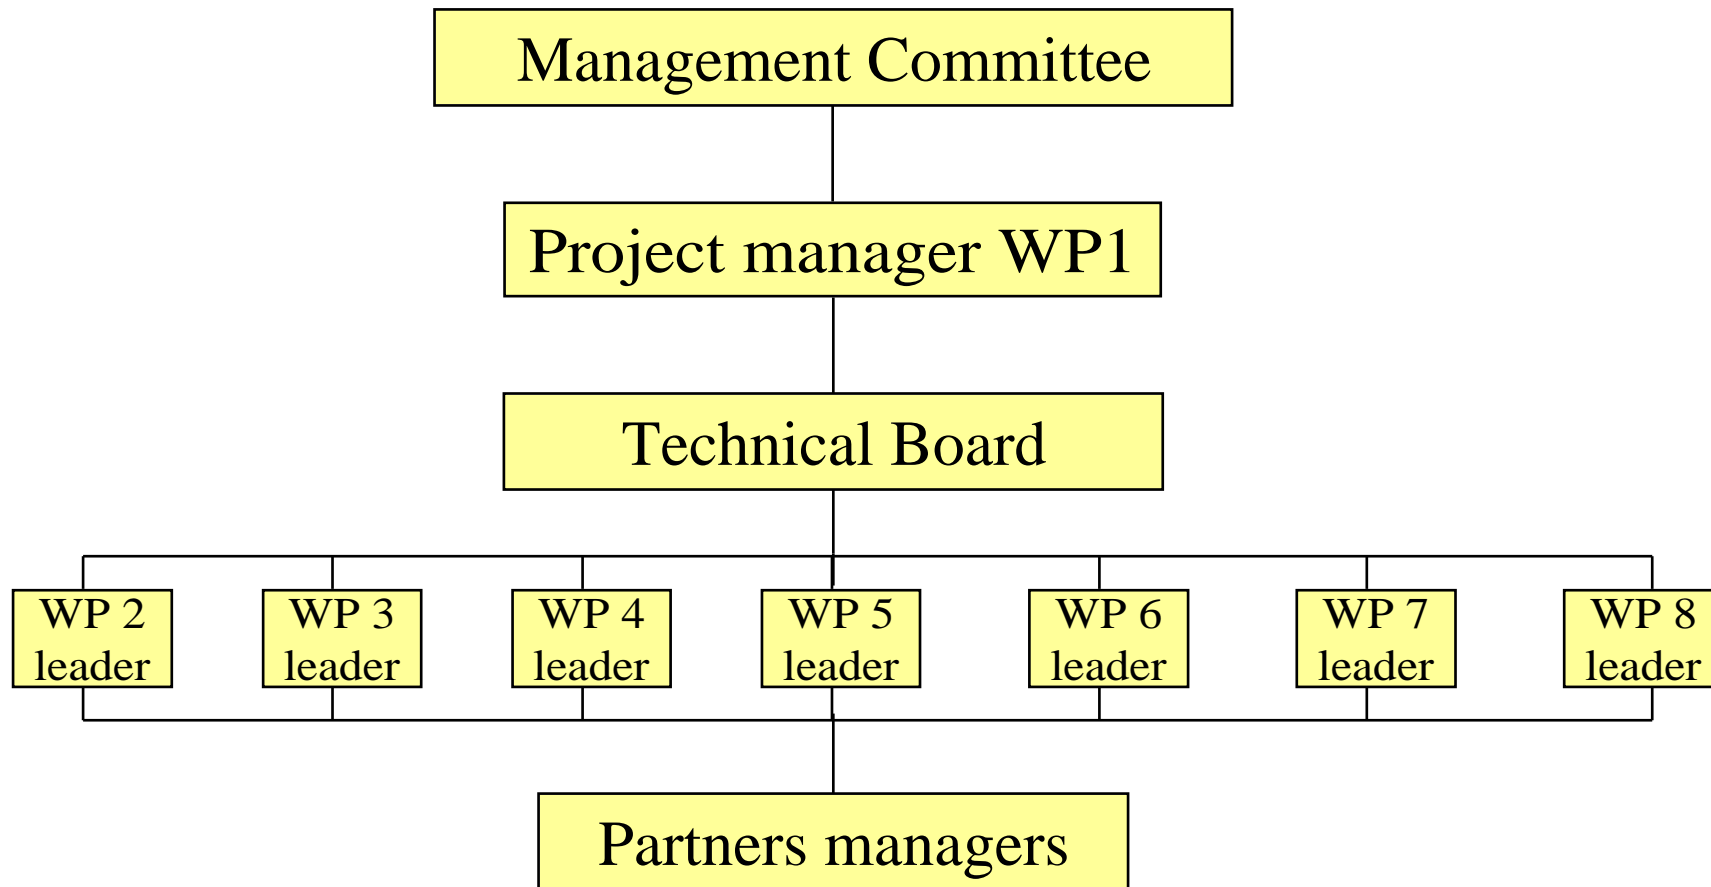 Management Committee
Project manager WP1
Technical Board
WP 2
leader
WP 3
leader
WP 4
leader
WP 5
leader
WP 6
leader
WP 7
leader
WP 8
leader
Partners managers